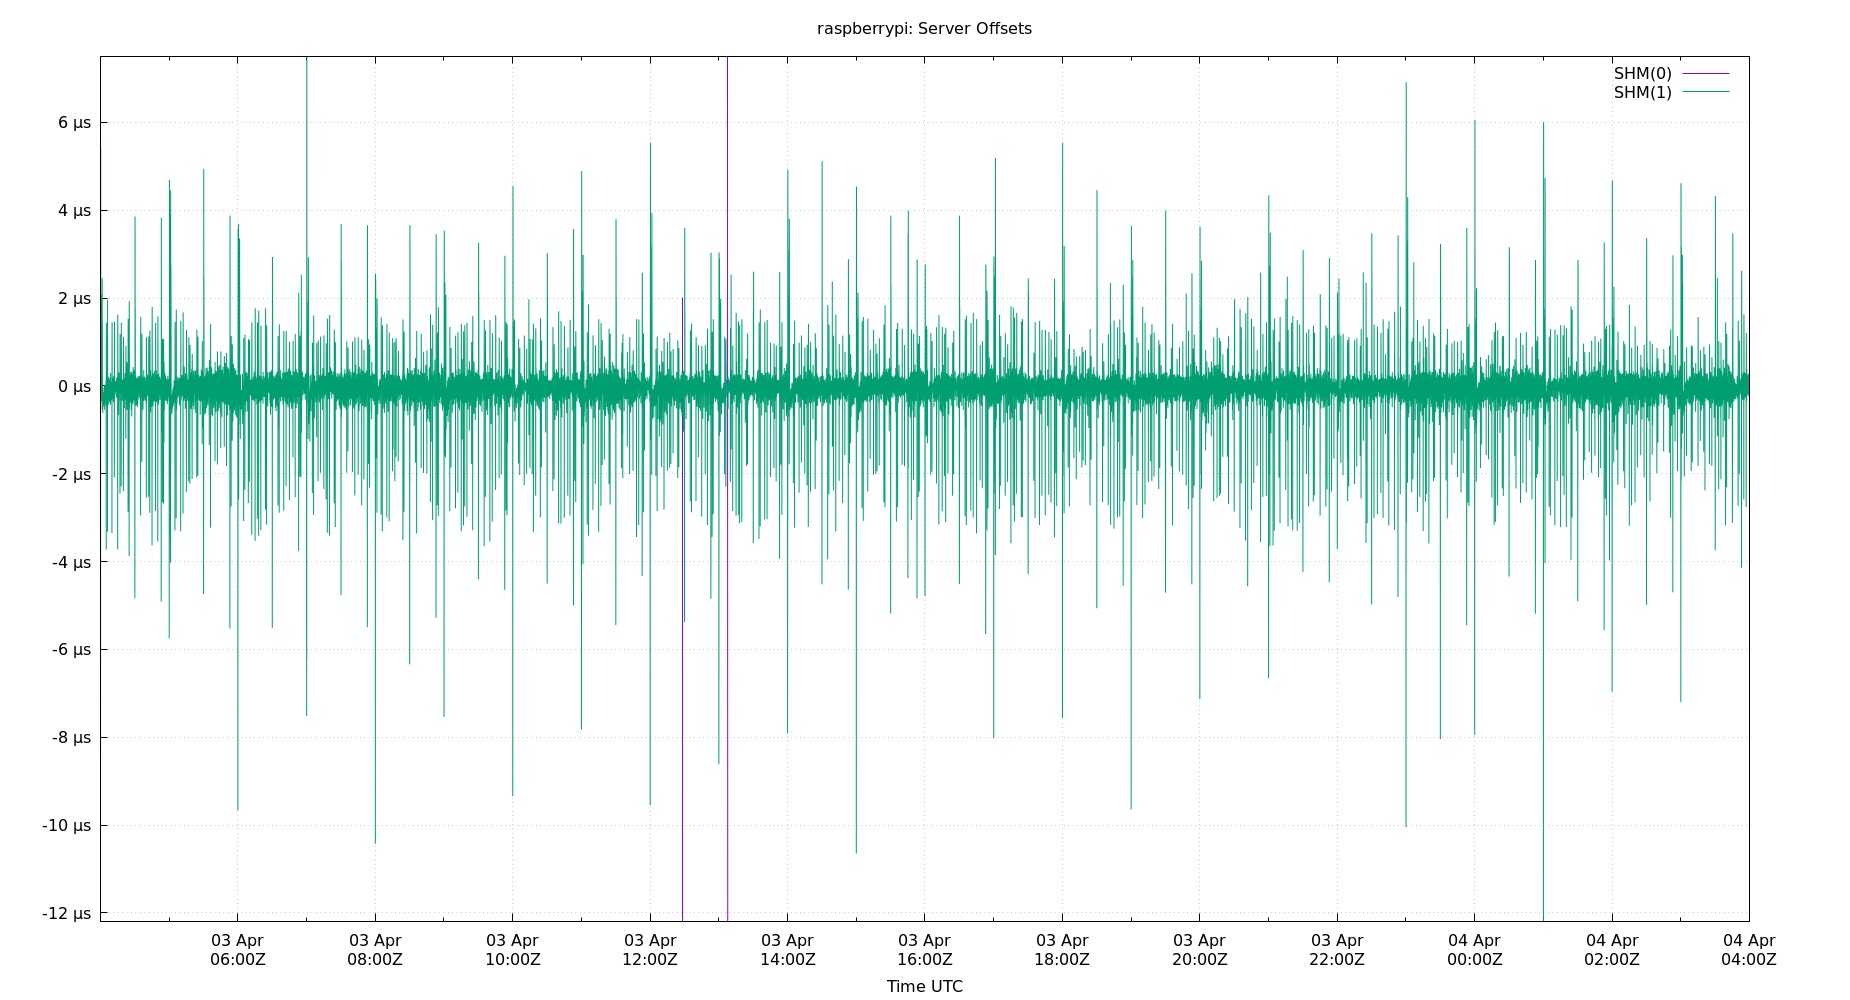 raspberrypi: Server Offsets
SHM(0)
SHM(1)
6 µs
4 µs
2 µs
0 µs
-2 µs
-4 µs
-6 µs
-8 µs
-10 µs
-12 µs
03 Apr 03 Apr 03 Apr 03 Apr 03 Apr 03 Apr 03 Apr 03 Apr 03 Apr 04 Apr 04 Apr 04 Apr
06:00Z 08:00Z 10:00Z 12:00Z 14:00Z 16:00Z 18:00Z 20:00Z 22:00Z 00:00Z 02:00Z 04:00Z
Time UTC